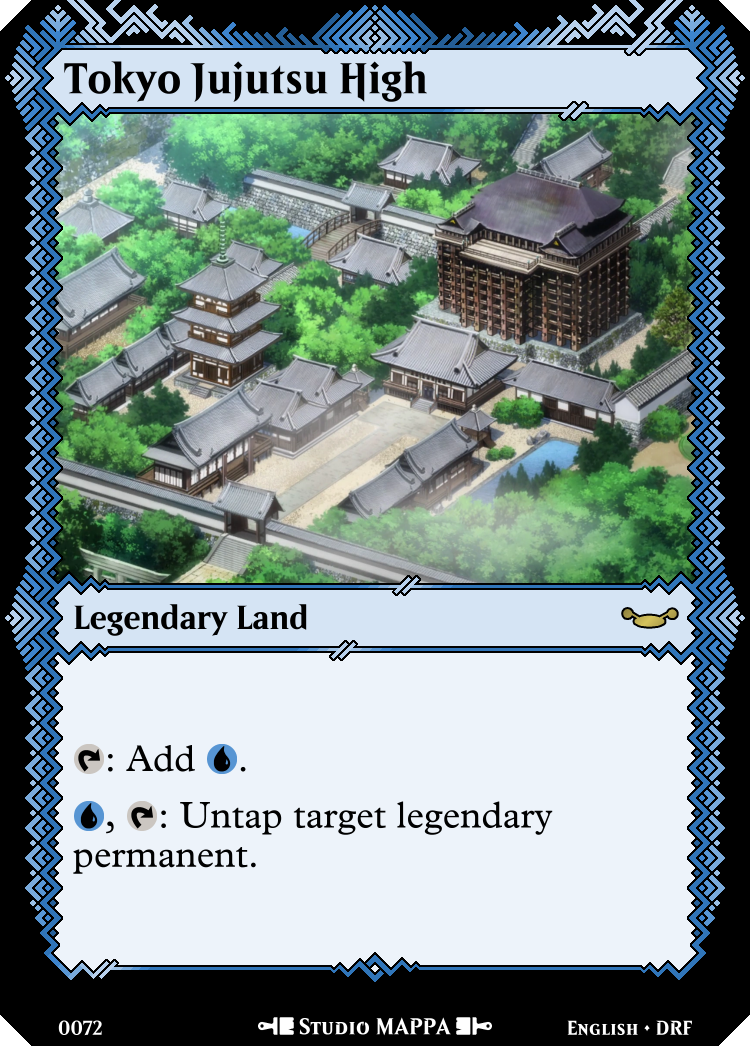 Tokyo Jujutsu High
Legendary Land
: Add .
, : Untap target legendary
permanent.
0072 Studio MAPPA English • DRF